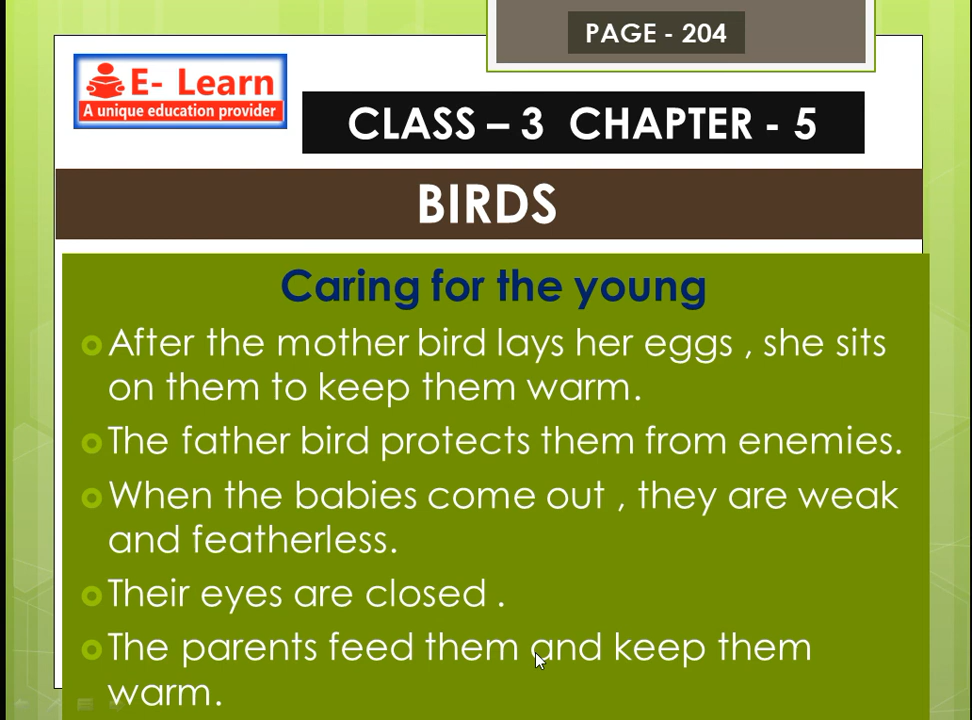 PAGE - 204
E- Learn
A unique education provider
CLASS – 3 CHAPTER - 5
BIRDS
Caring for the young
After the mother bird lays her eggs , she sits
on them to keep them warm.
The father bird protects them from enemies.
When the babies come out , they are weak
and featherless.
Their eyes are closed .
The parents feed them and keep them
warm.